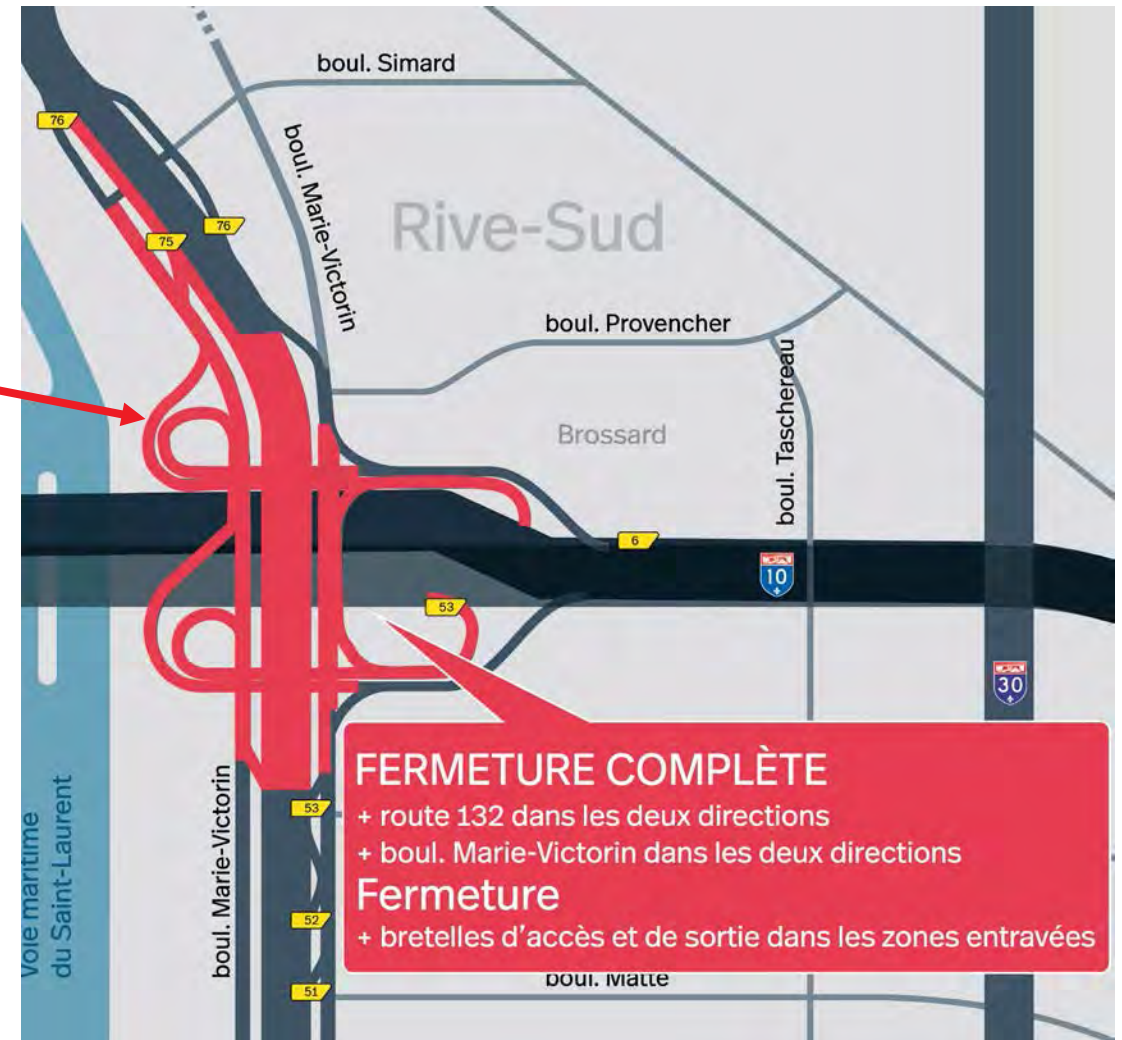 boul. Simard
76
boul. Marie-Victorin
Rive-Sud
76
75
boul. Provencher
boul. Taschereau
Brossard
6
10
53
30
FERMETURE COMPLÈTE
+ route 132 dans les deux directions
+ boul. Marie-Victorin dans les deux directions
Fermeture
+ bretelles d'accès et de sortie dans les zones entravées
Voie maritime
du Saint-Laurent
boul. Marie-Victorin
53
52
51
boul. Matte